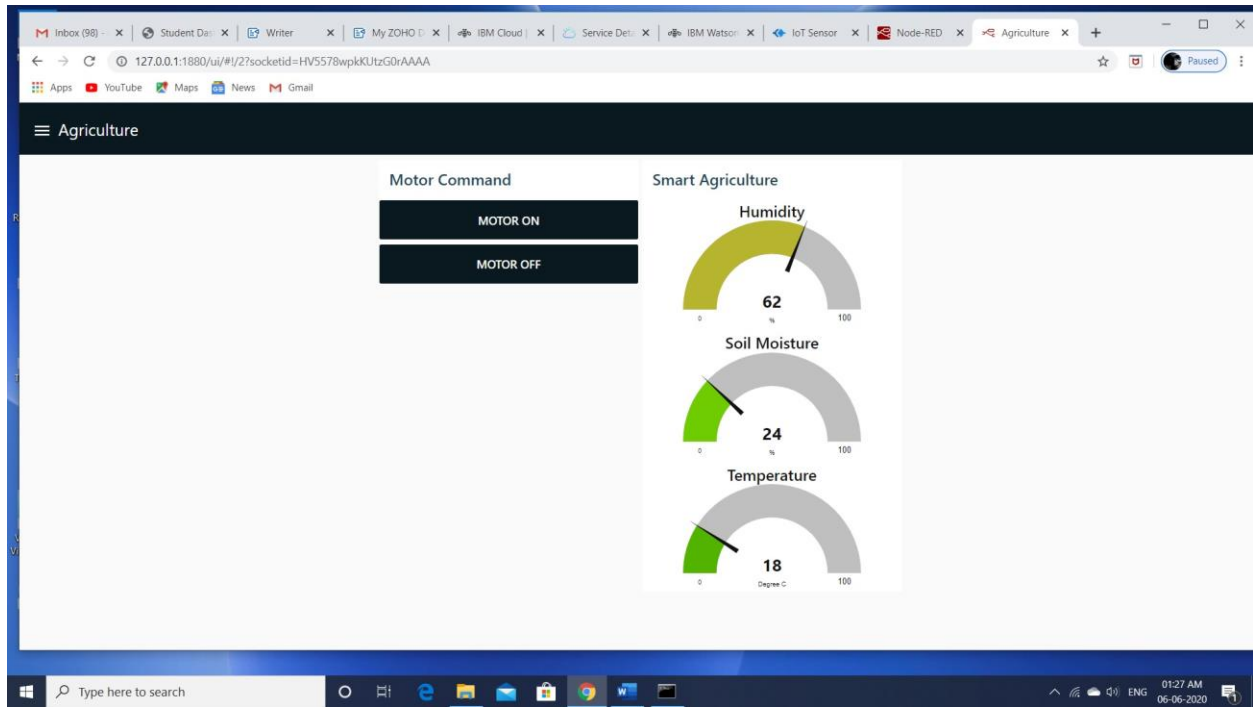 Inbox (98) -
Student Das
Writer
My ZOHO D
IBM Cloud |
Service Deta
IBM Watson
IoT Sensor
Node-RED
Agriculture
127.0.0.1:1880/ui/#!/2?socketid=HV5578wpkKUtzG0rAAAA
Paused
Apps YouTube Maps News Gmail
Agriculture
Motor Command
MOTOR ON
MOTOR OFF
Smart Agriculture
Humidity
62
%
0 100
Soil Moisture
24
%
0 100
Temperature
18
Degree C
0 100
Type here to search
ENG
01:27 AM
06-06-2020